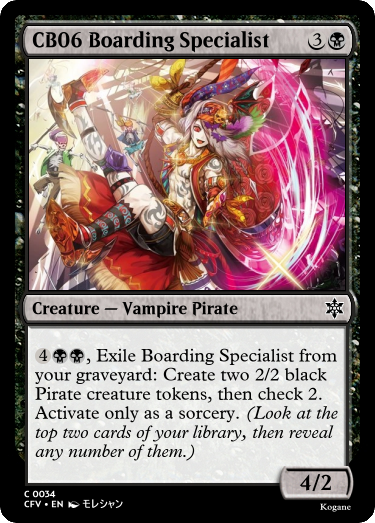 CB06 Boarding Specialist 3
Creature — Vampire Pirate
4, Exile Boarding Specialist from
your graveyard: Create two 2/2 black
Pirate creature tokens, then check 2.
Activate only as a sorcery. (Look at the
top two cards of your library, then reveal
any number of them.)
4/2
C 0034
CFV • EN モレシャン
Kogane